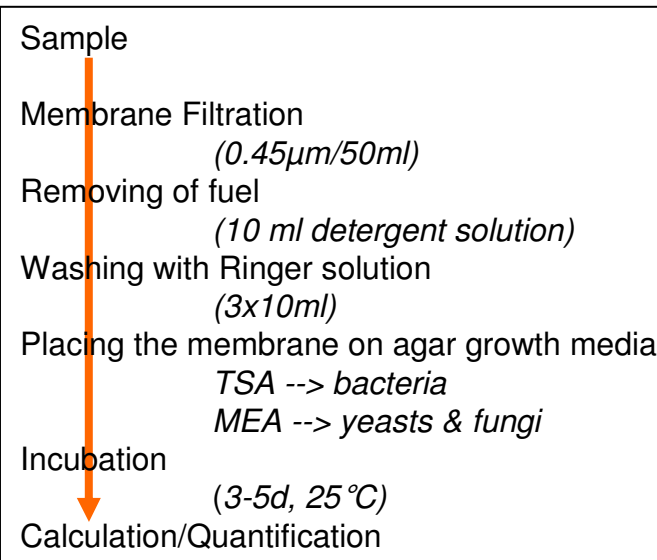 Sample
Membrane Filtration
(0.45µm/50ml)
Removing of fuel
(10 ml detergent solution)
Washing with Ringer solution
(3x10ml)
Placing the membrane on agar growth media
TSA --> bacteria
MEA --> yeasts & fungi
Incubation
(3-5d, 25°C)
Calculation/Quantification